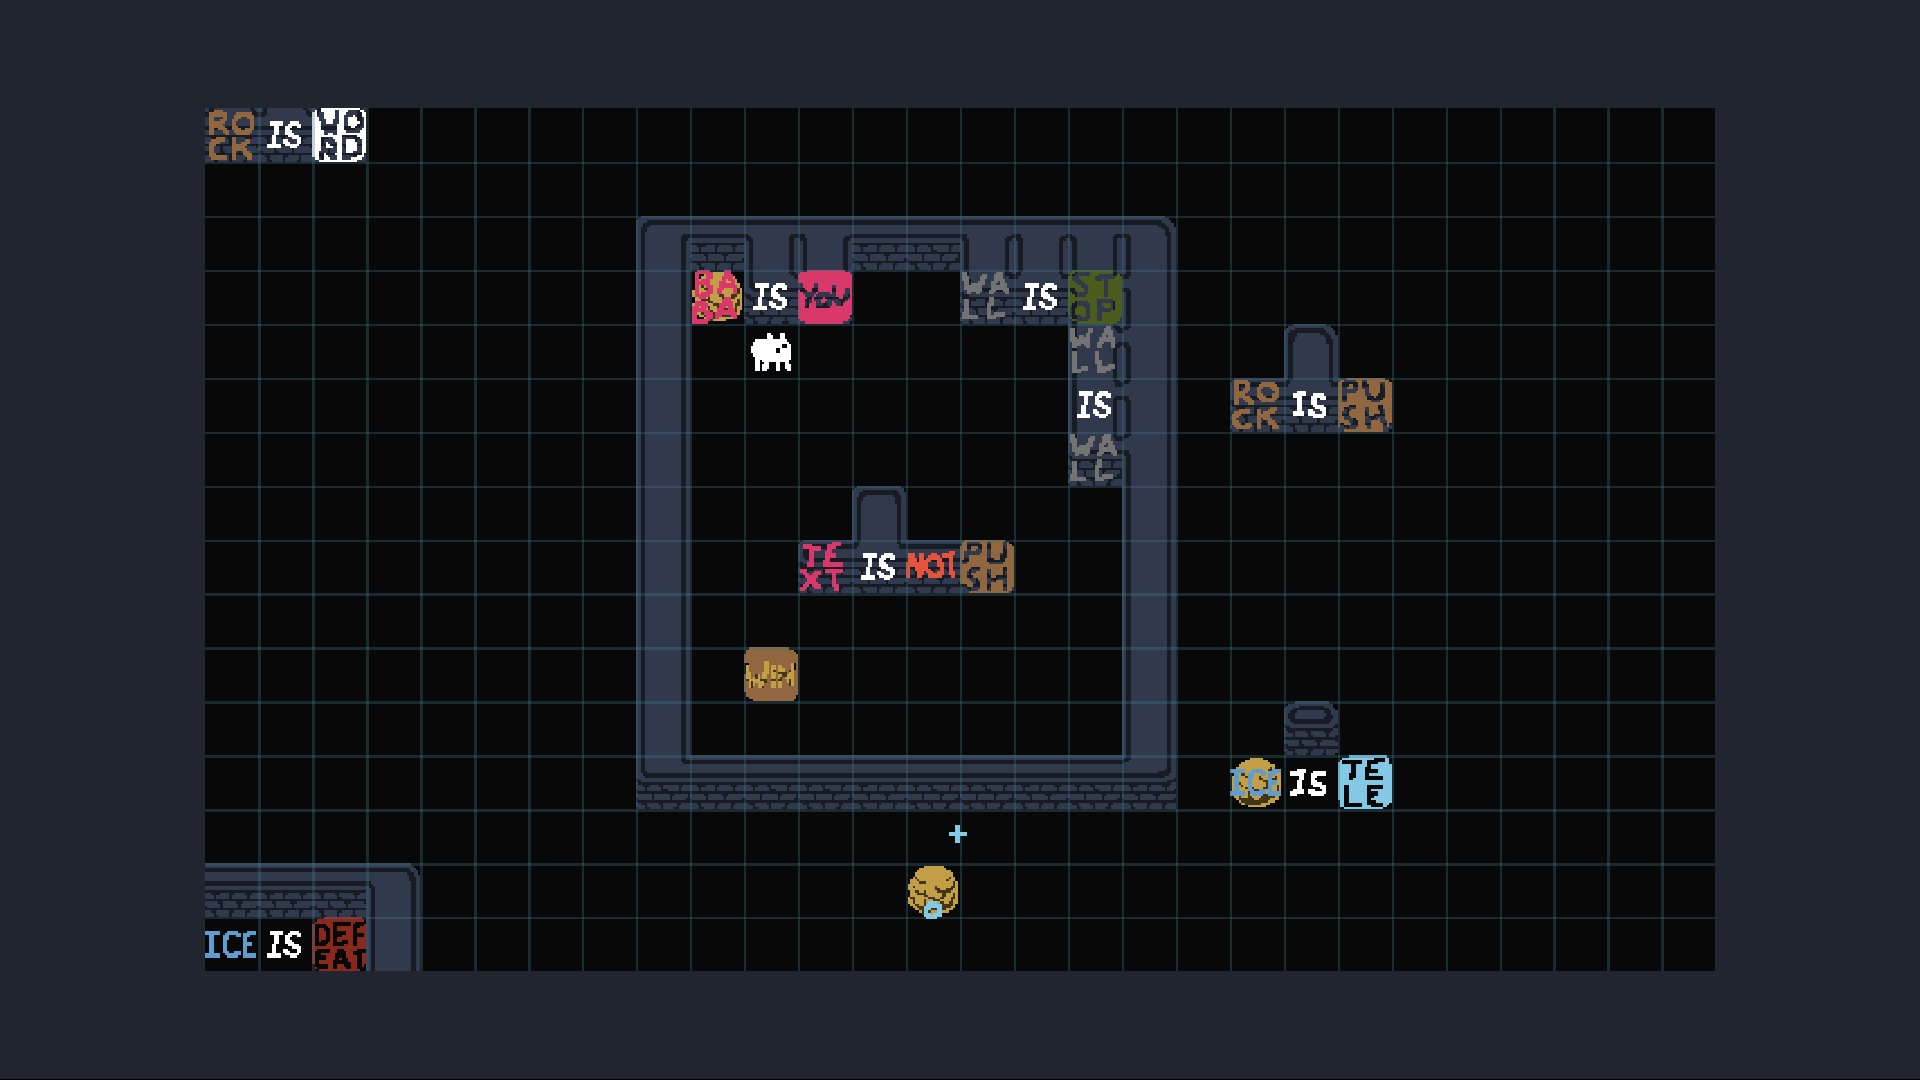 ROCK IS WORD
BABA IS YOU
WALL IS STOP
WALL
IS
WALL
ROCK IS PUSH
TEXT IS NOT PUSH
WIN
ICE IS TELE
ICE IS DEFEAT